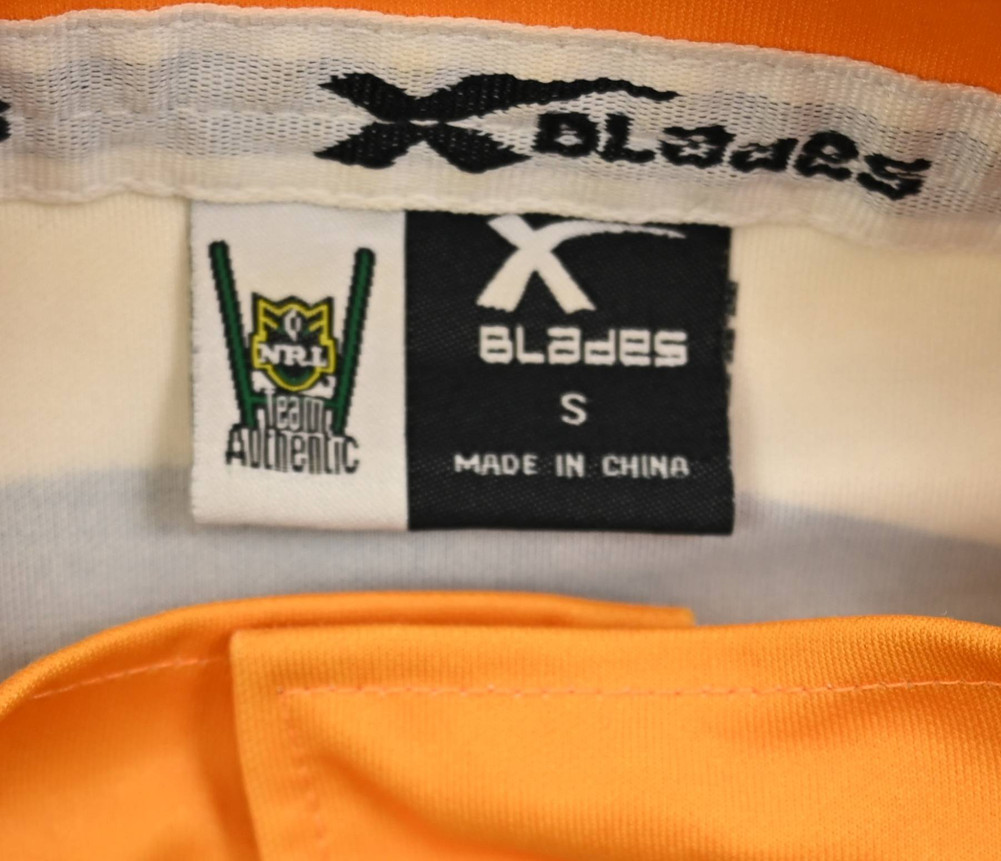 X BLades
NRL
Team
Authentic
X
BLades
S
MADE IN CHINA